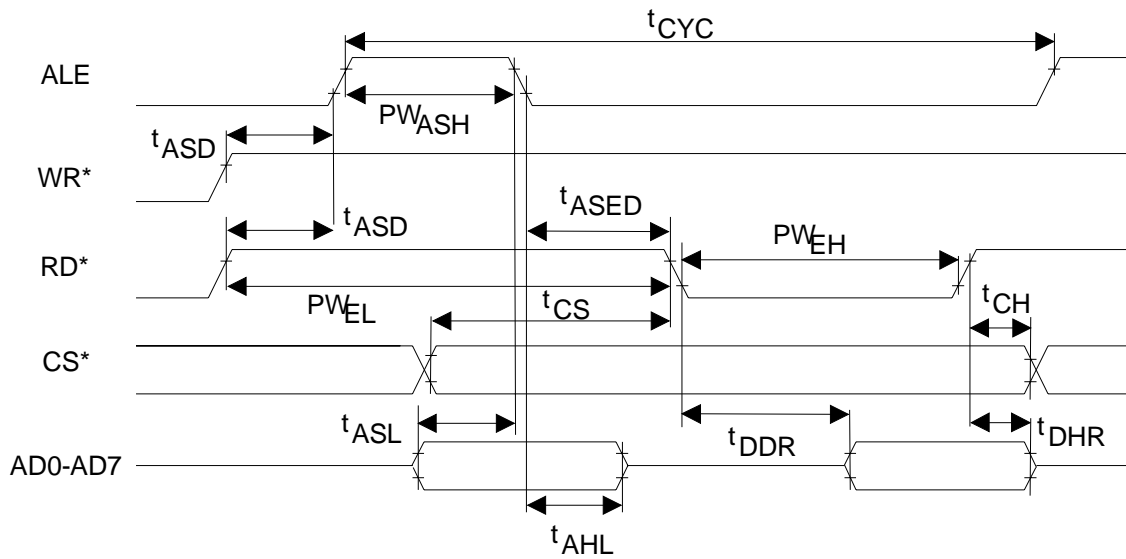 tCYC
ALE
PWASH
tASD
WR*
tASED
tASD
PWEH
RD*
PWEL
tCS
tCH
CS*
tASL
tDDR
tDHR
AD0-AD7
tAHL